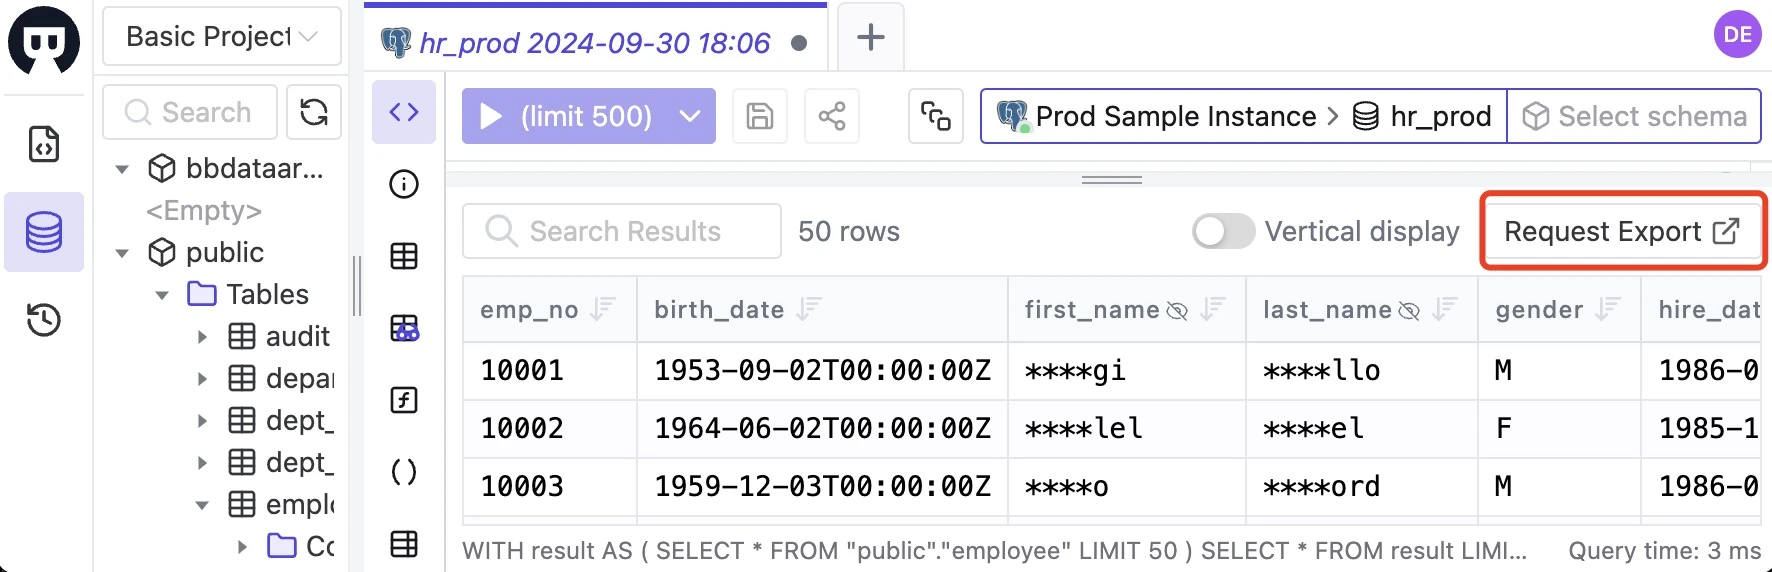 Basic Project
hr_prod 2024-09-30 18:06
DE
Search
(limit 500)
Prod Sample Instance > hr_prod
Select schema
bbdataar...
<Empty>
public
Tables
audit
depar
dept_
dept_
emplo
Co
Search Results
50 rows
Vertical display
Request Export
emp_no birth_date first_name last_name gender hire_dat
10001 1953-09-02T00:00:00Z ****gi ****llo M 1986-0
10002 1964-06-02T00:00:00Z ****lel ****el F 1985-1
10003 1959-12-03T00:00:00Z ****o ****ord M 1986-0
WITH result AS ( SELECT * FROM "public"."employee" LIMIT 50 ) SELECT * FROM result LIMI...
Query time: 3 ms